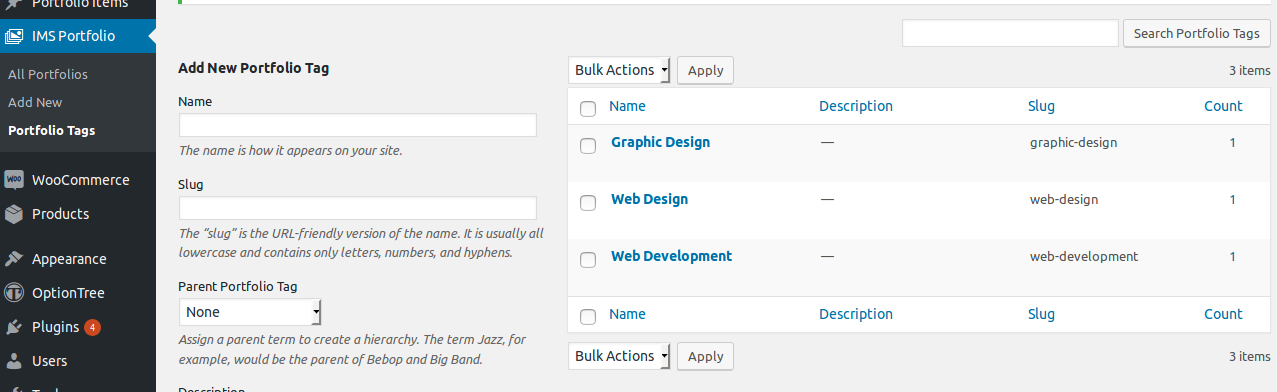 Portfolio Items
IMS Portfolio
All Portfolios
Add New
Portfolio Tags
WOO
WooCommerce
Products
Appearance
OptionTree
Plugins 4
Users
Search Portfolio Tags
Add New Portfolio Tag
Name
The name is how it appears on your site.
Slug
The “slug” is the URL-friendly version of the name. It is usually all
lowercase and contains only letters, numbers, and hyphens.
Parent Portfolio Tag
None
Assign a parent term to create a hierarchy. The term Jazz, for
example, would be the parent of Bebop and Big Band.
Description
Bulk Actions Apply 3 items
Name Description Slug Count
Graphic Design — graphic-design 1
Web Design — web-design 1
Web Development — web-development 1
Name Description Slug Count
Bulk Actions Apply 3 items